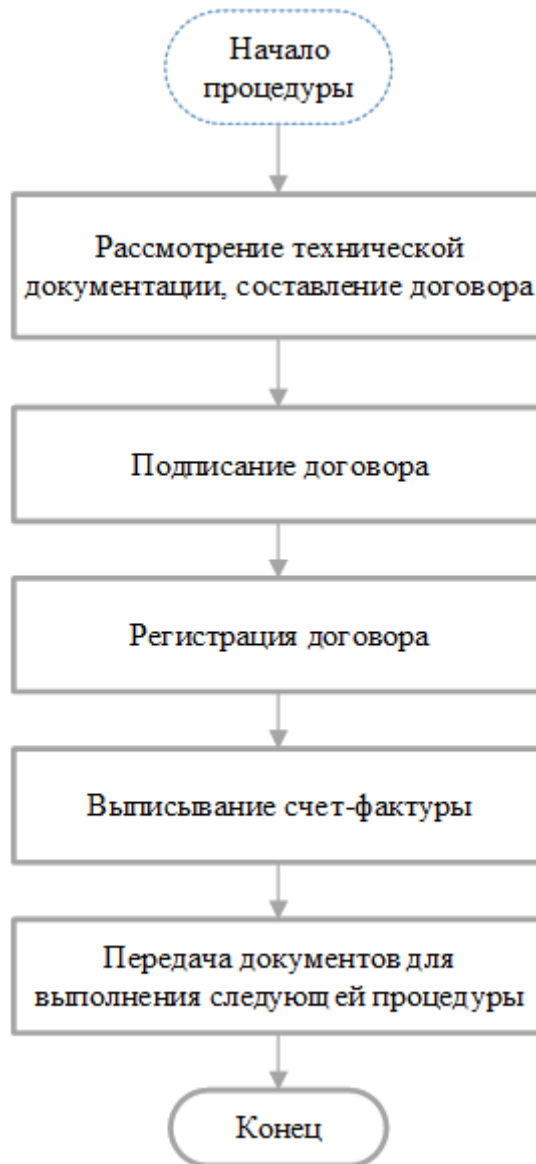 Начало
процедуры
Рассмотрение технической
документации, составление договора
Подписание договора
Регистрация договора
Выписывание счет-фактуры
Передача документов для
выполнения следующей процедуры
Конец